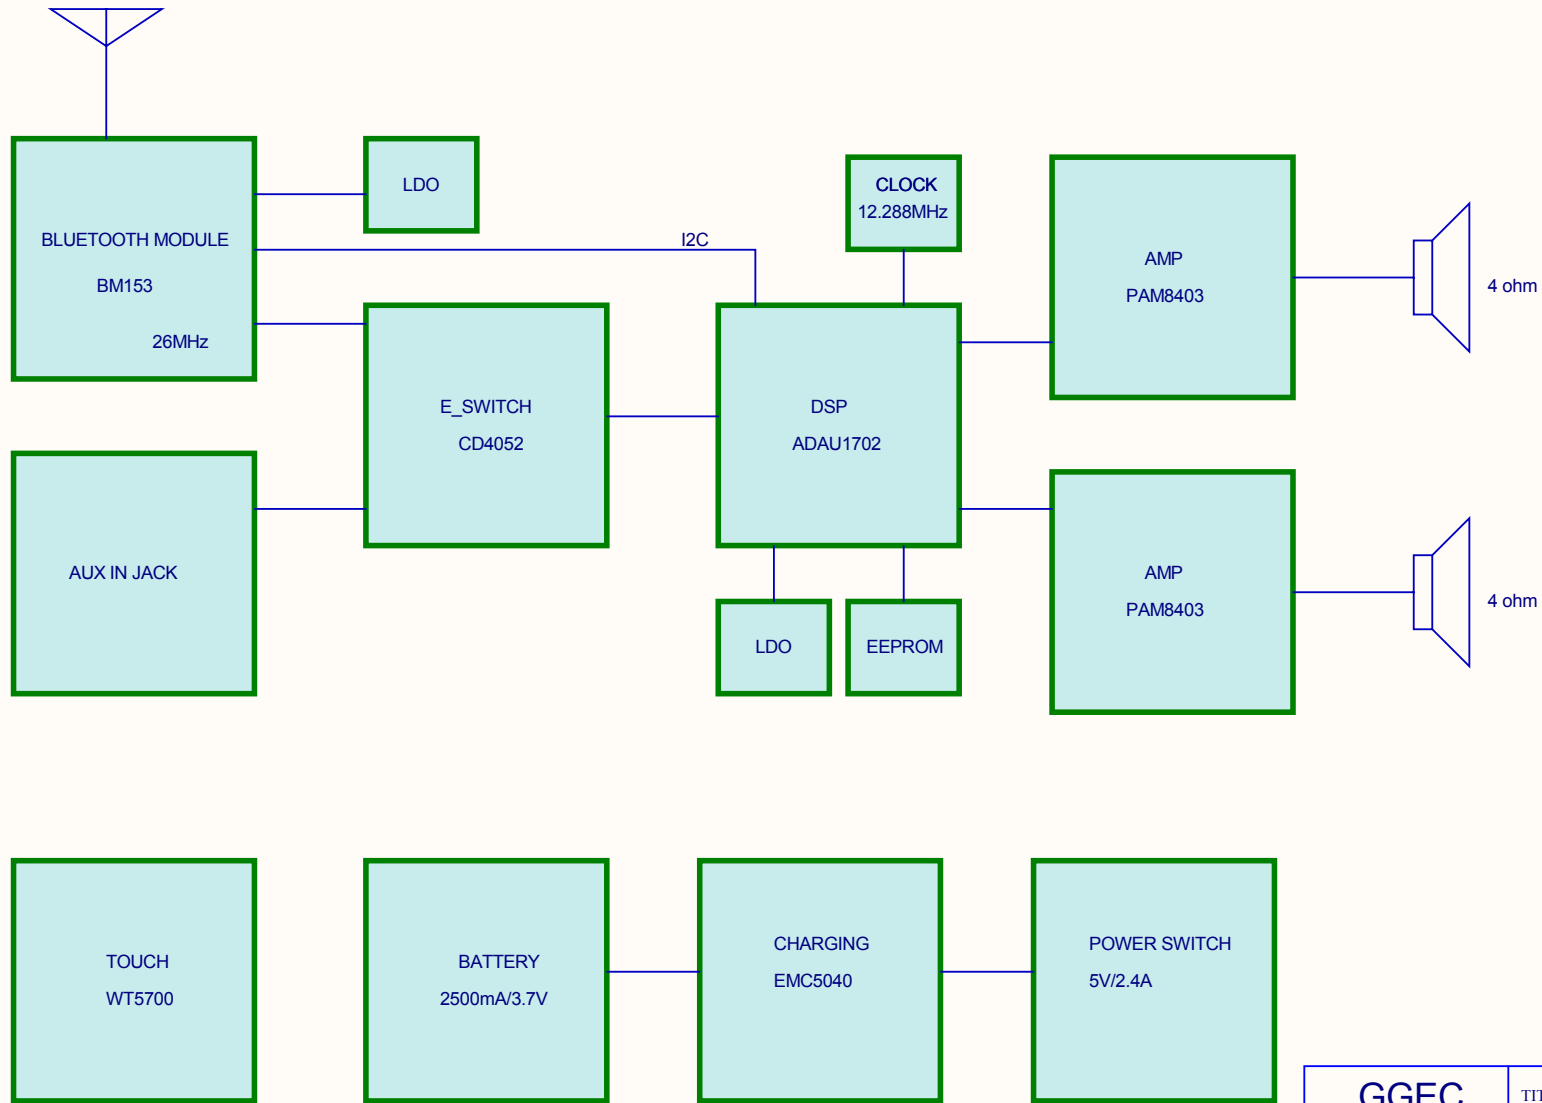 LDO
BLUETOOTH MODULE
BM153
26MHz
I2C
CLOCK
12.288MHz
AMP
PAM8403
4 ohm
E_SWITCH
CD4052
DSP
ADAU1702
AUX IN JACK
LDO
EEPROM
AMP
PAM8403
4 ohm
TOUCH
WT5700
BATTERY
2500mA/3.7V
CHARGING
EMC5040
POWER SWITCH
5V/2.4A
GGEC